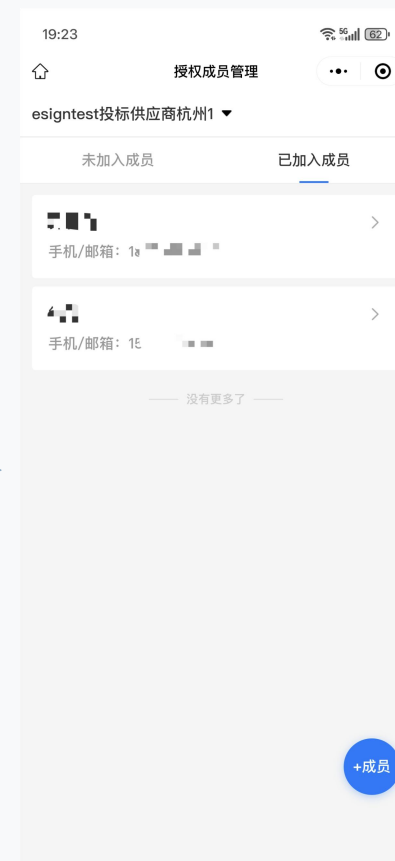 19:23
5G 62
授权成员管理
esigntest投标供应商杭州1
未加入成员 已加入成员
手机/邮箱：1
手机/邮箱：15
没有更多了
+成员